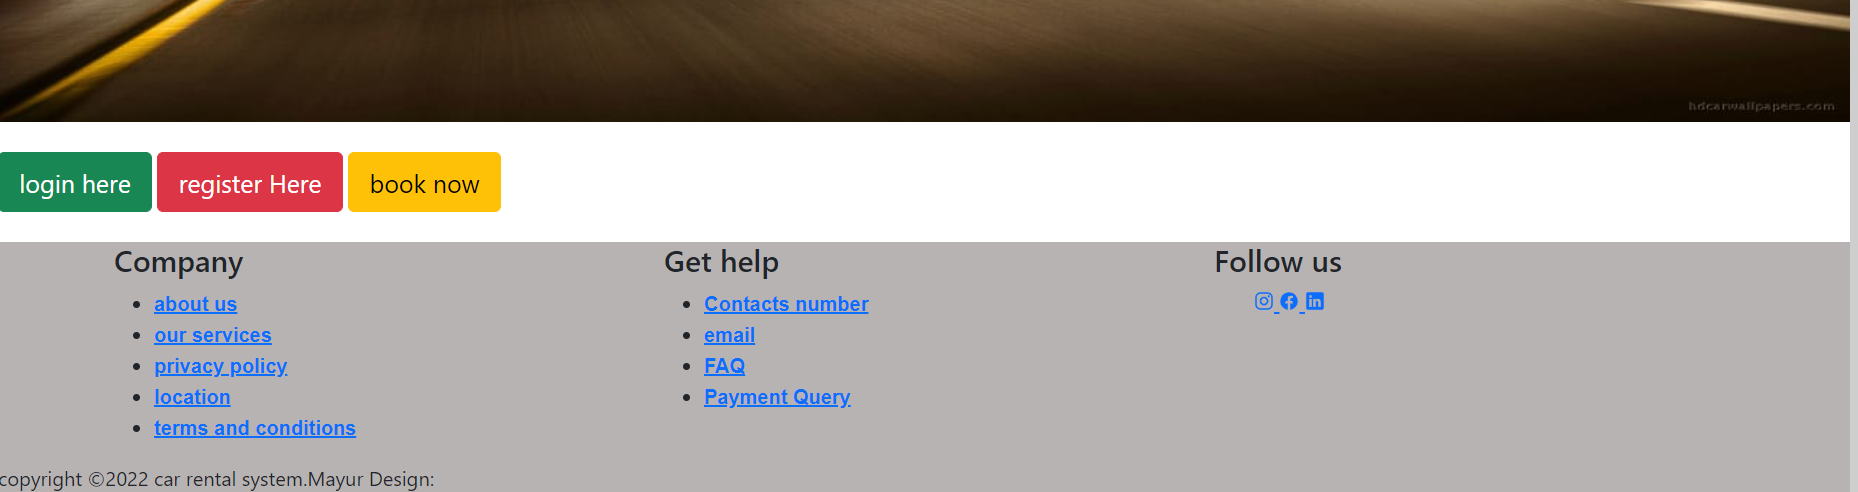 hdcarwallpapers.com
login here
register Here
book now
Company
about us
our services
privacy policy
location
terms and conditions
Get help
Contacts number
email
FAQ
Payment Query
Follow us
copyright ©2022 car rental system.Mayur Design: